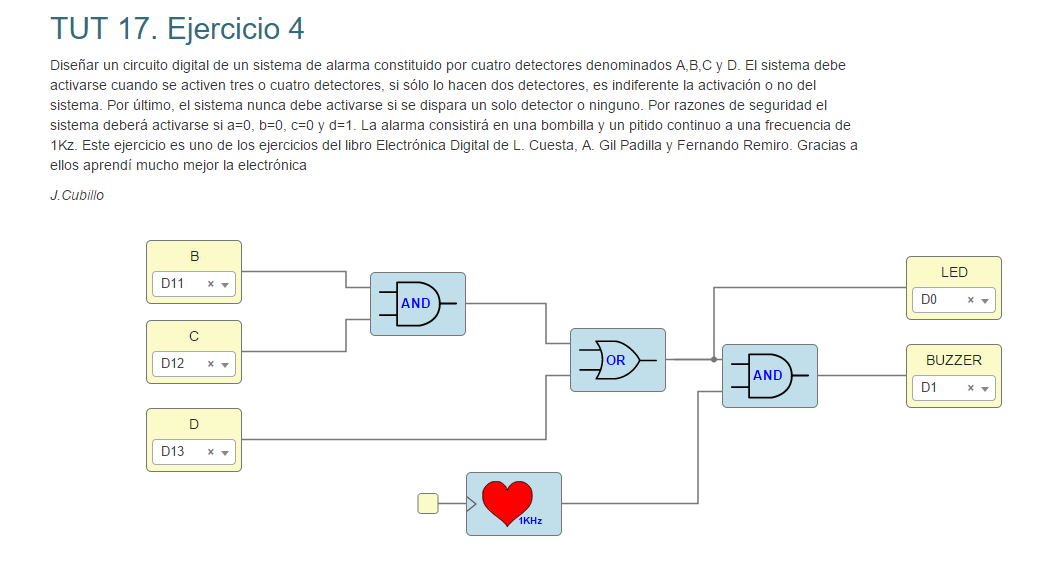 TUT 17. Ejercicio 4
Diseñar un circuito digital de un sistema de alarma constituido por cuatro detectores denominados A,B,C y D. El sistema debe
activarse cuando se activen tres o cuatro detectores, si sólo lo hacen dos detectores, es indiferente la activación o no del
sistema. Por último, el sistema nunca debe activarse si se dispara un solo detector o ninguno. Por razones de seguridad el
sistema deberá activarse si a=0, b=0, c=0 y d=1. La alarma consistirá en una bombilla y un pitido continuo a una frecuencia de
1Kz. Este ejercicio es uno de los ejercicios del libro Electrónica Digital de L. Cuesta, A. Gil Padilla y Fernando Remiro. Gracias a
ellos aprendí mucho mejor la electrónica
J.Cubillo
B
D11
AND
C
D12
D
D13
OR
LED
D0
AND
BUZZER
D1
1KHz